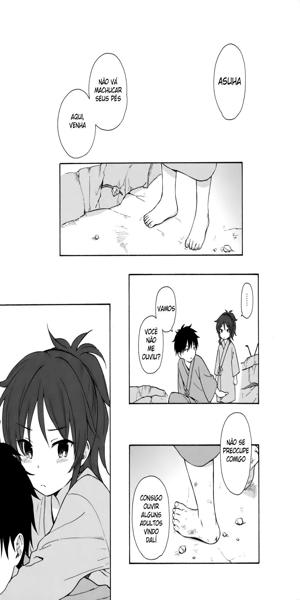 ASUHA
NÃO VÁ
MACHUCAR
SEUS PÉS
AQUI,
VENHA
.......
VAMOS
VOCÊ
NÃO
ME
OUVIU?
NÃO SE
PREOCUPE
COMIGO
CONSIGO
OUVIR
ALGUNS
ADULTOS
VINDO
DALÍ